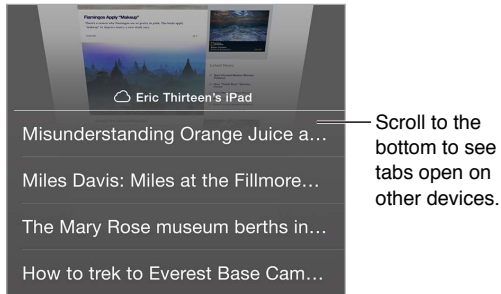 Flamingos Apply "Makeup"
Eric Thirteen's iPad
Misunderstanding Orange Juice a…
Miles Davis: Miles at the Fillmore…
The Mary Rose museum berths in…
How to trek to Everest Base Cam…
Scroll to the
bottom to see
tabs open on
other devices.